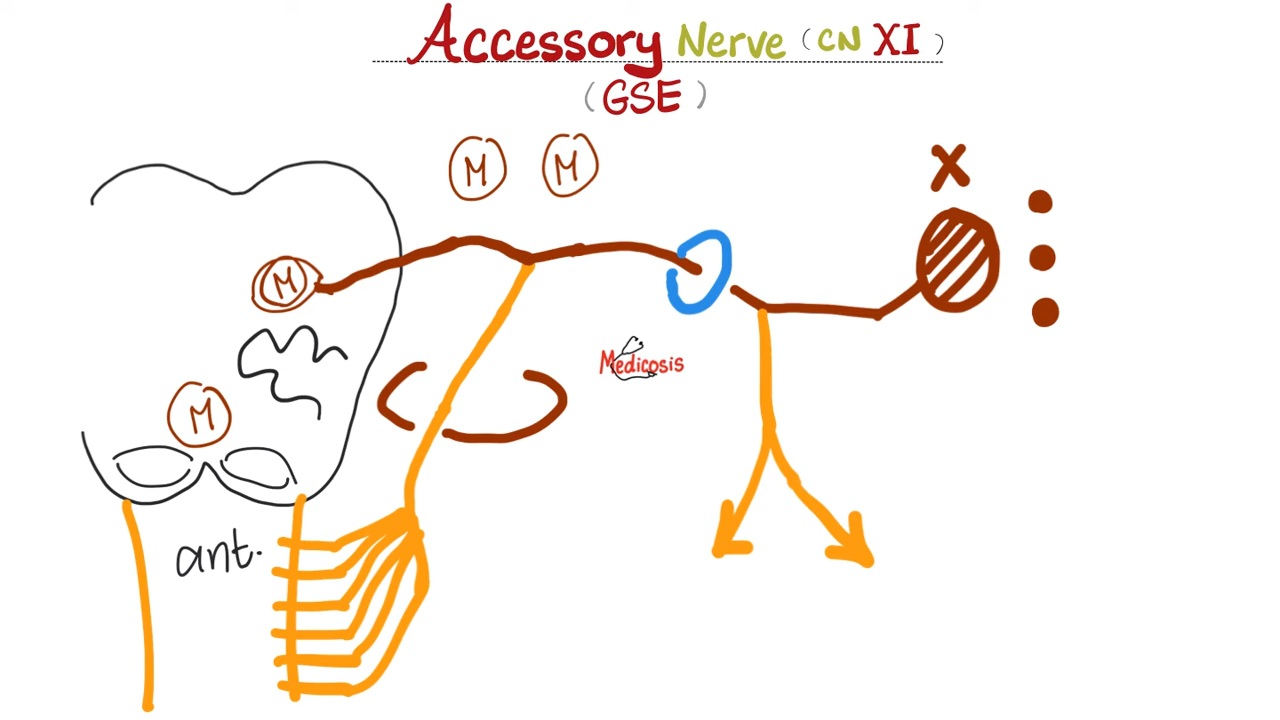 Accessory Nerve (CN XI)
(GSE)
M M
X
M
Medicosis
M
ant.